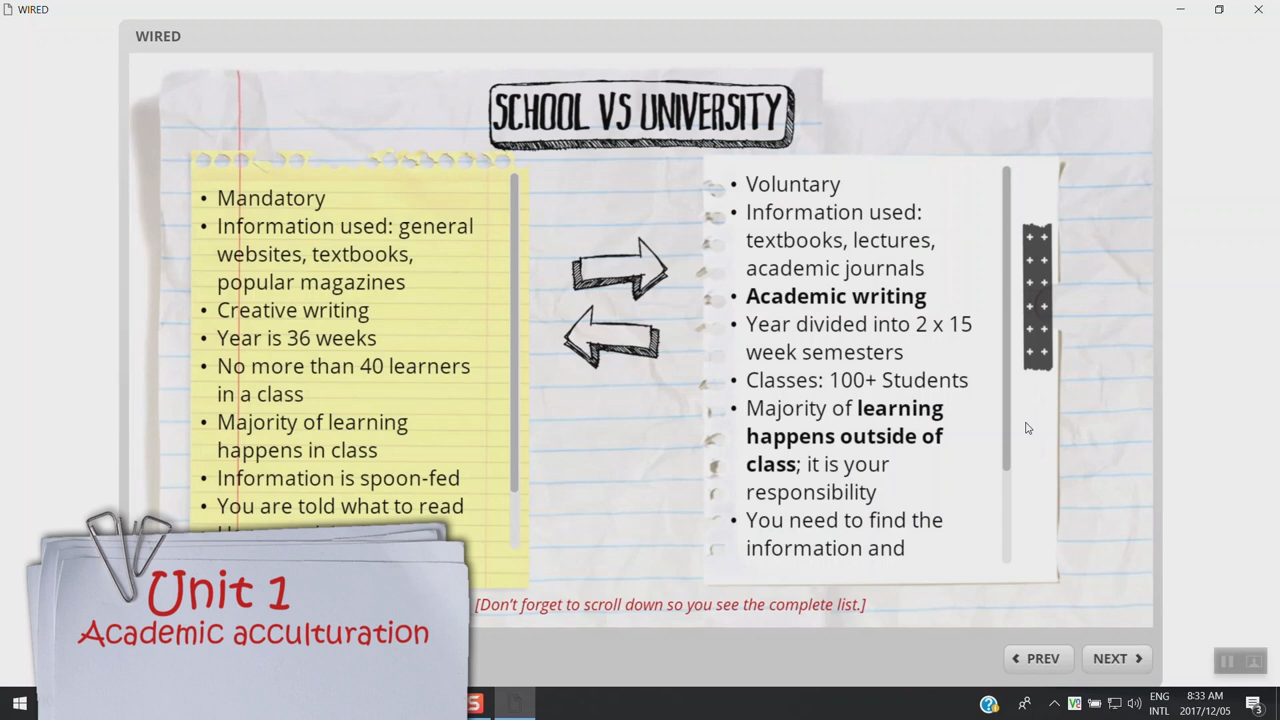 WIRED
WIRED
SCHOOL VS UNIVERSITY
• Mandatory
• Information used: general
websites, textbooks,
popular magazines
• Creative writing
• Year is 36 weeks
• No more than 40 learners
in a class
• Majority of learning
happens in class
• Information is spoon-fed
• You are told what to read
• Voluntary
• Information used:
textbooks, lectures,
academic journals
• Academic writing
• Year divided into 2 x 15
week semesters
• Classes: 100+ Students
• Majority of learning
happens outside of
class; it is your
responsibility
• You need to find the
information and
Unit 1
Academic acculturation
[Don't forget to scroll down so you see the complete list.]
PREV
NEXT
ENG
INTL
8:33 AM
2017/12/05
3